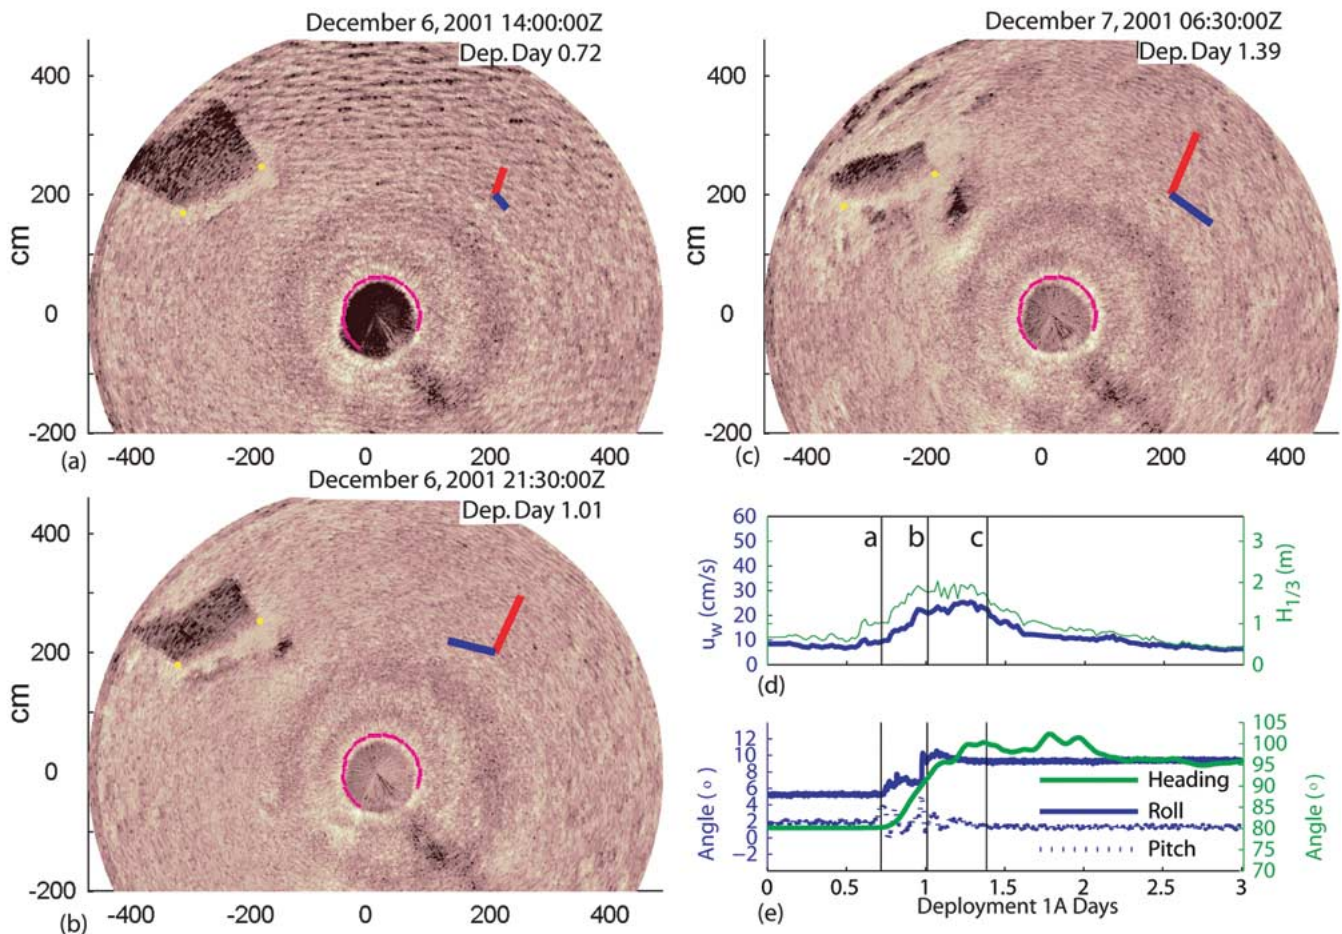 December 6, 2001 14:00:00Z
Dep. Day 0.72
400
200
0
-200
cm
(a)
-400 -200 0 200 400
December 7, 2001 06:30:00Z
Dep. Day 1.39
400
200
0
-200
cm
(c)
-400 -200 0 200 400
December 6, 2001 21:30:00Z
Dep. Day 1.01
400
200
0
-200
cm
(b)
-400 -200 0 200 400
60
50
40
30
20
10
0
u_w (cm/s)
a b c
3
2
1
0
H_1/3 (m)
(d)
12
10
8
6
4
2
0
−2
Angle (°)
105
100
95
90
85
80
75
70
Angle (°)
Heading
Roll
Pitch
0 0.5 1 1.5 2 2.5 3
(e) Deployment 1A Days